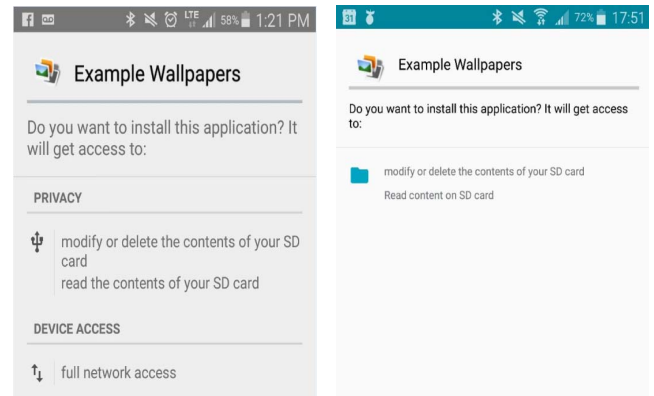 LTE 58% 1:21 PM
Example Wallpapers
Do you want to install this application? It
will get access to:
PRIVACY
modify or delete the contents of your SD
card
read the contents of your SD card
DEVICE ACCESS
full network access
31 72% 17:51
Example Wallpapers
Do you want to install this application? It will get access
to:
modify or delete the contents of your SD card
Read content on SD card